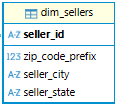 dim_sellers
A-Z seller_id
123 zip_code_prefix
A-Z seller_city
A-Z seller_state